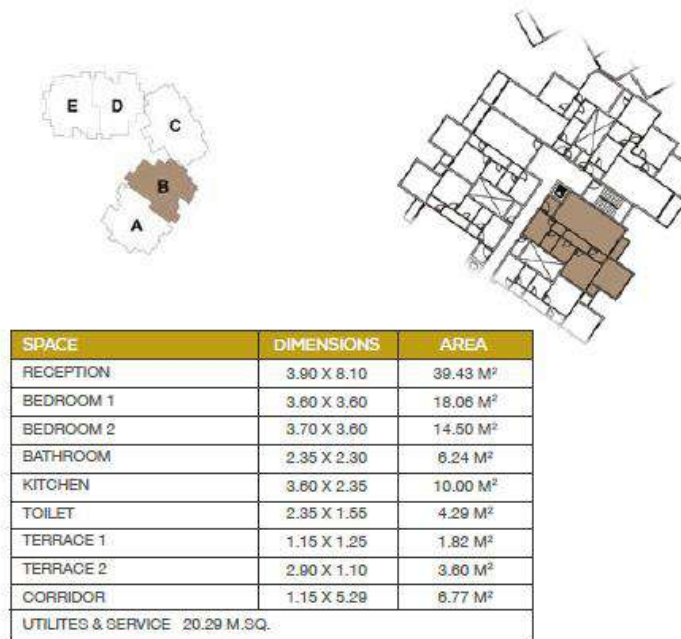 E D
C
B
A
SPACE DIMENSIONS AREA
RECEPTION 3.90 X 8.10 39.43 M²
BEDROOM 1 3.60 X 3.60 18.06 M²
BEDROOM 2 3.70 X 3.60 14.50 M²
BATHROOM 2.35 X 2.30 6.24 M²
KITCHEN 3.60 X 2.35 10.00 M²
TOILET 2.35 X 1.55 4.29 M²
TERRACE 1 1.15 X 1.25 1.82 M²
TERRACE 2 2.90 X 1.10 3.60 M²
CORRIDOR 1.15 X 5.29 6.77 M²
UTILITES & SERVICE 20.29 M.SQ.